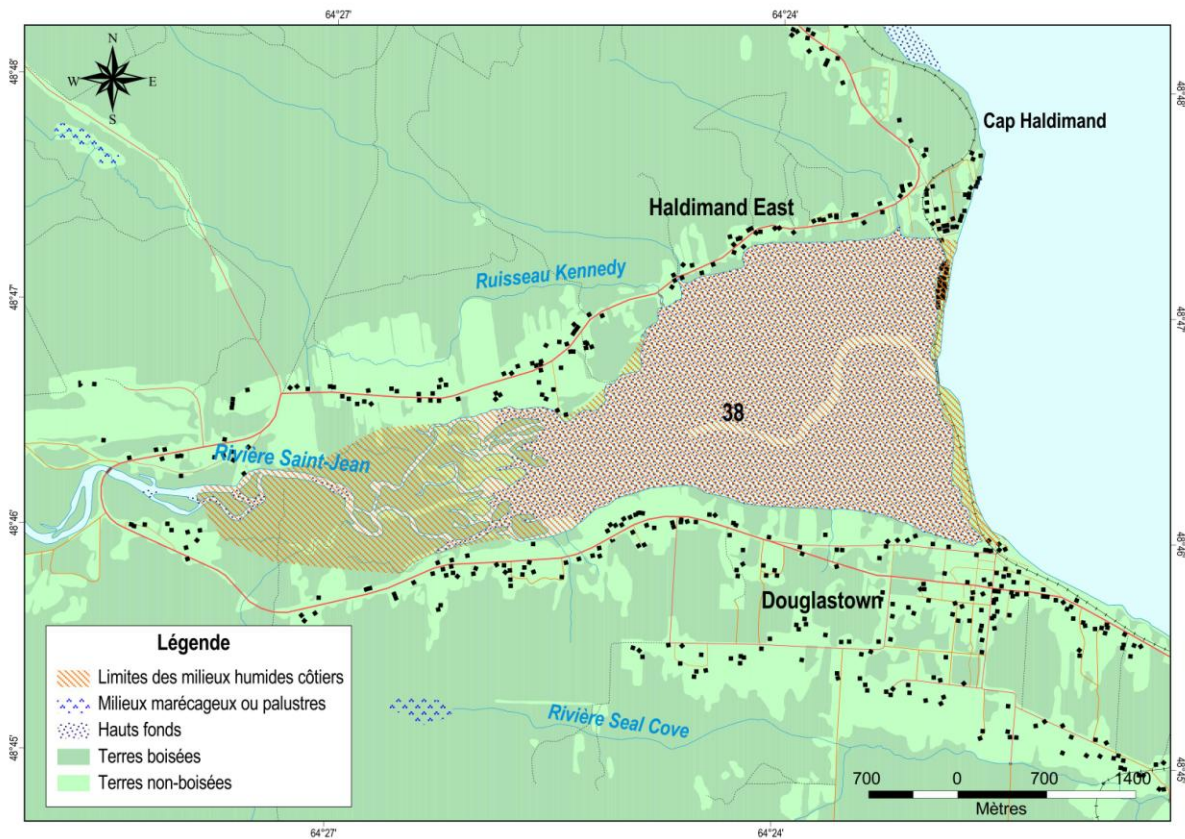 64°27'
64°24'
48°48'
48°48'
N
W
E
S
Cap Haldimand
Haldimand East
Ruisseau Kennedy
48°47'
48°47'
38
Rivière Saint-Jean
48°46'
48°46'
Douglastown
Légende
Limites des milieux humides côtiers
Milieux marécageux ou palustres
Hauts fonds
Terres boisées
Terres non-boisées
Rivière Seal Cove
48°45'
48°45'
700 0 700 1400
Mètres
64°27'
64°24'